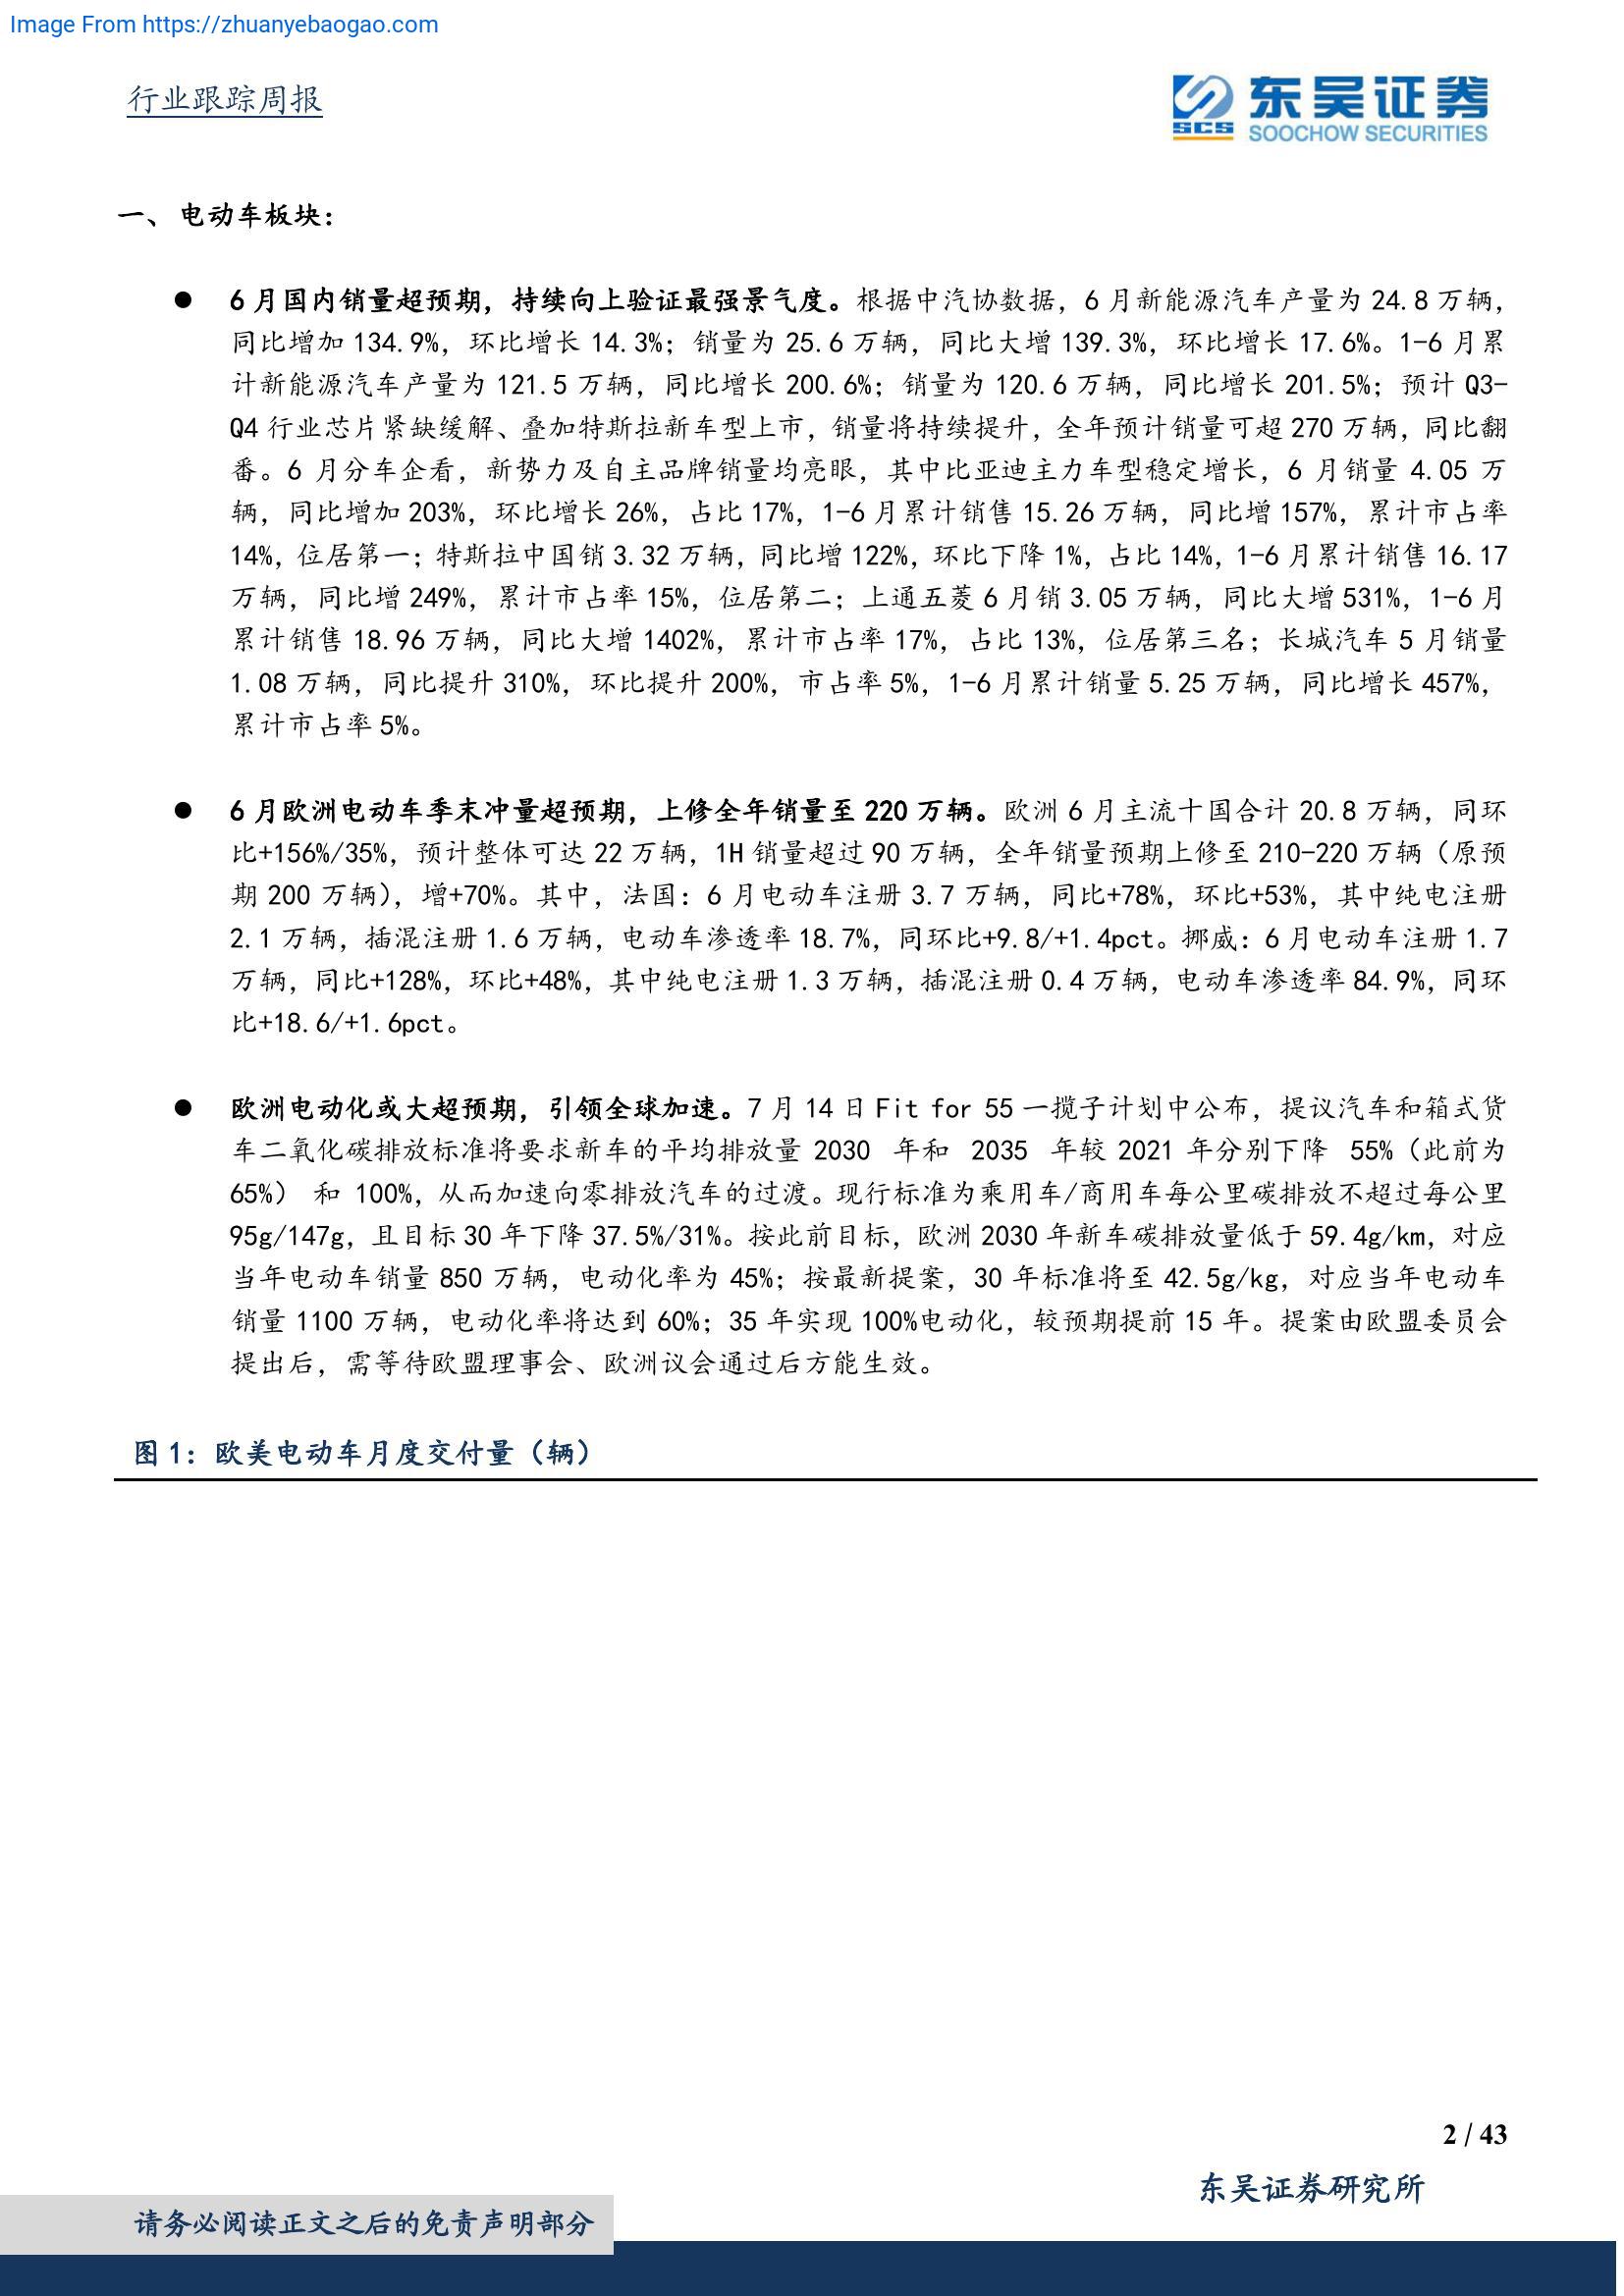 Image From https://zhuanyebaogao.com
行业跟踪周报
SCS 东吴证券
SOOCHOW SECURITIES
一、 电动车板块：
● 6 月国内销量超预期，持续向上验证最强景气度。根据中汽协数据，6 月新能源汽车产量为 24.8 万辆，
同比增加 134.9%，环比增长 14.3%；销量为 25.6 万辆，同比大增 139.3%，环比增长 17.6%。1-6 月累
计新能源汽车产量为 121.5 万辆，同比增长 200.6%；销量为 120.6 万辆，同比增长 201.5%；预计 Q3-
Q4 行业芯片紧缺缓解、叠加特斯拉新车型上市，销量将持续提升，全年预计销量可超 270 万辆，同比翻
番。6 月分车企看，新势力及自主品牌销量均亮眼，其中比亚迪主力车型稳定增长，6 月销量 4.05 万
辆，同比增加 203%，环比增长 26%，占比 17%，1-6 月累计销售 15.26 万辆，同比增 157%，累计市占率
14%，位居第一；特斯拉中国销 3.32 万辆，同比增 122%，环比下降 1%，占比 14%，1-6 月累计销售 16.17
万辆，同比增 249%，累计市占率 15%，位居第二；上通五菱 6 月销 3.05 万辆，同比大增 531%，1-6 月
累计销售 18.96 万辆，同比大增 1402%，累计市占率 17%，占比 13%，位居第三名；长城汽车 5 月销量
1.08 万辆，同比提升 310%，环比提升 200%，市占率 5%，1-6 月累计销量 5.25 万辆，同比增长 457%，
累计市占率 5%。
● 6 月欧洲电动车季末冲量超预期，上修全年销量至 220 万辆。欧洲 6 月主流十国合计 20.8 万辆，同环
比+156%/35%，预计整体可达 22 万辆，1H 销量超过 90 万辆，全年销量预期上修至 210-220 万辆（原预
期 200 万辆），增+70%。其中，法国：6 月电动车注册 3.7 万辆，同比+78%，环比+53%，其中纯电注册
2.1 万辆，插混注册 1.6 万辆，电动车渗透率 18.7%，同环比+9.8/+1.4pct。挪威：6 月电动车注册 1.7
万辆，同比+128%，环比+48%，其中纯电注册 1.3 万辆，插混注册 0.4 万辆，电动车渗透率 84.9%，同环
比+18.6/+1.6pct。
● 欧洲电动化或大超预期，引领全球加速。7 月 14 日 Fit for 55 一揽子计划中公布，提议汽车和箱式货
车二氧化碳排放标准将要求新车的平均排放量 2030 年和 2035 年较 2021 年分别下降 55%（此前为
65%） 和 100%，从而加速向零排放汽车的过渡。现行标准为乘用车/商用车每公里碳排放不超过每公里
95g/147g，且目标 30 年下降 37.5%/31%。按此前目标，欧洲 2030 年新车碳排放量低于 59.4g/km，对应
当年电动车销量 850 万辆，电动化率为 45%；按最新提案，30 年标准将至 42.5g/kg，对应当年电动车
销量 1100 万辆，电动化率将达到 60%；35 年实现 100%电动化，较预期提前 15 年。提案由欧盟委员会
提出后，需等待欧盟理事会、欧洲议会通过后方能生效。
图 1：欧美电动车月度交付量（辆）
2 / 43
东吴证券研究所
请务必阅读正文之后的免责声明部分